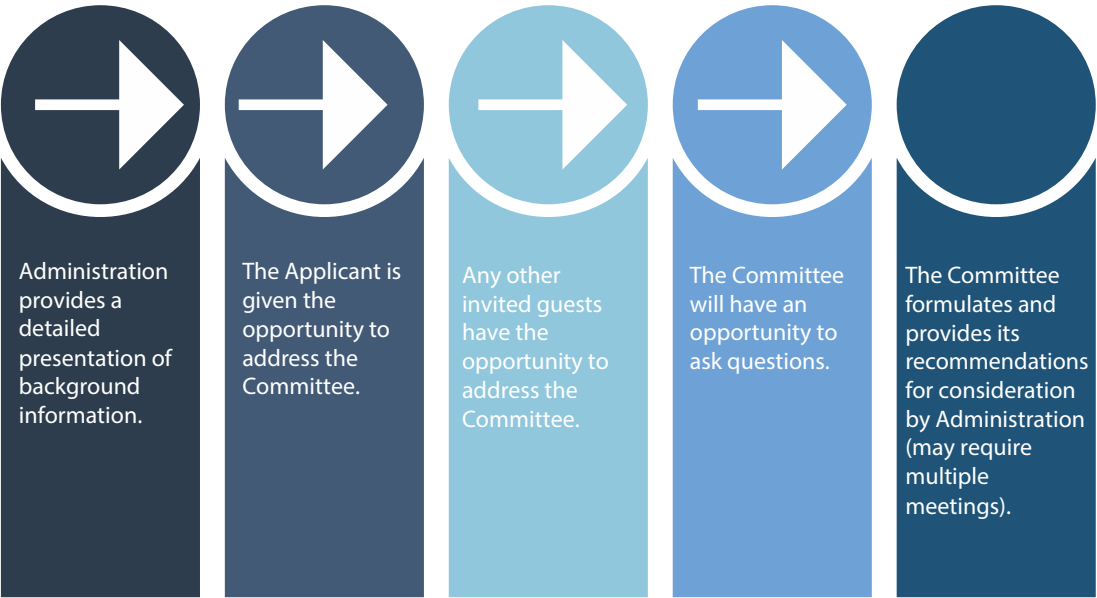 Administration
provides a
detailed
presentation of
background
information.
The Applicant is
given the
opportunity to
address the
Committee.
Any other
invited guests
have the
opportunity to
address the
Committee.
The Committee
will have an
opportunity to
ask questions.
The Committee
formulates and
provides its
recommendations
for consideration
by Administration
(may require
multiple
meetings).